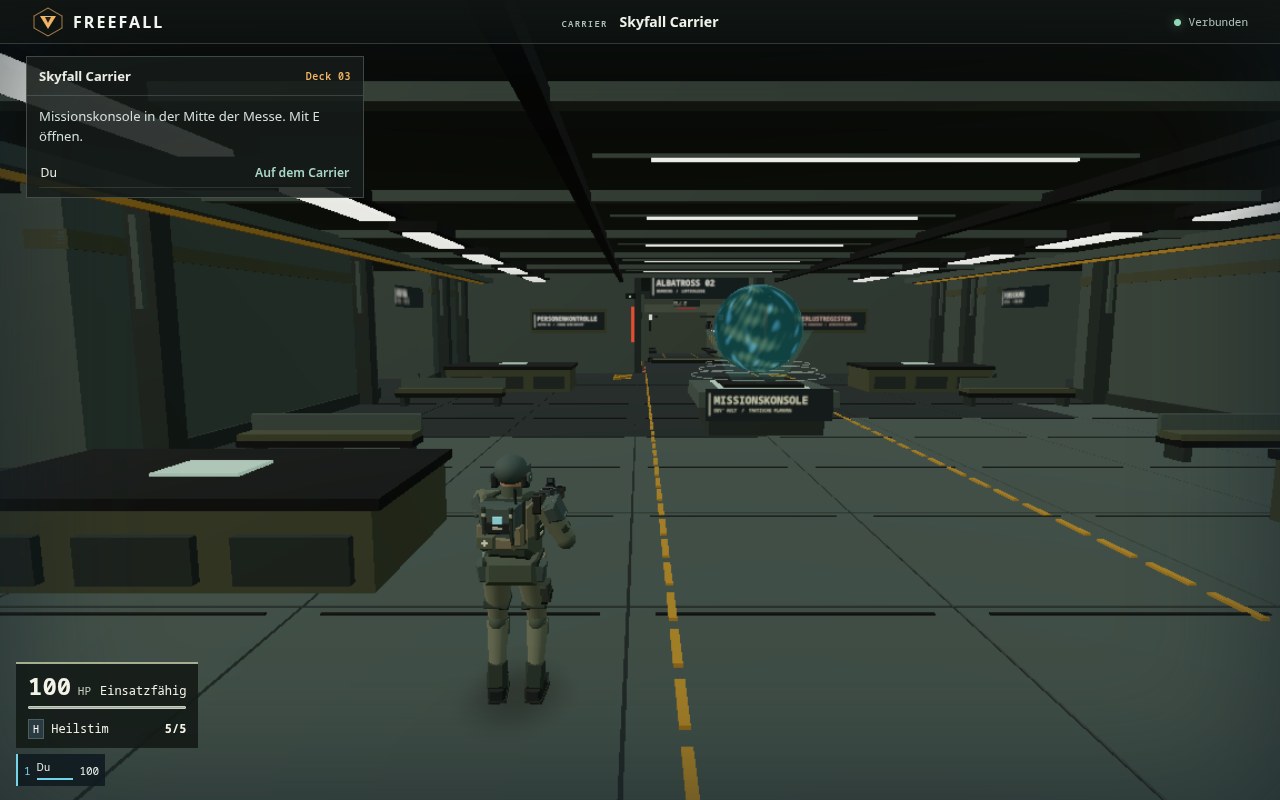 FREEFALL
CARRIER Skyfall Carrier
Verbunden
Skyfall Carrier
Deck 03
Missionskonsole in der Mitte der Messe. Mit E
öffnen.
Du
Auf dem Carrier
ALBATROSS 02
PERSONENKONTROLLE
MISSIONSKONSOLE
100 HP Einsatzfähig
H Heilstim 5/5
1 Du 100